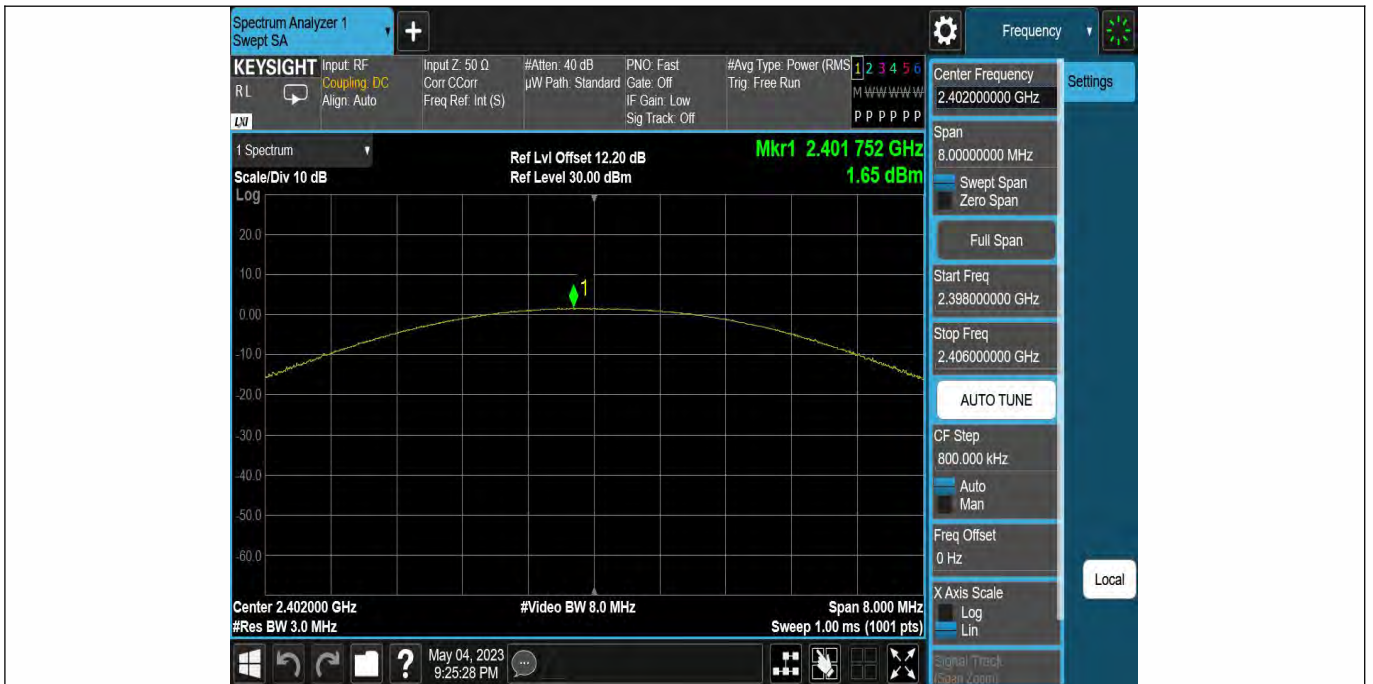 Spectrum Analyzer 1
Swept SA
+
Frequency
KEYSIGHT
RL
LXI
Input: RF
Coupling: DC
Align: Auto
Input Z: 50 Ω
Corr CCorr
Freq Ref: Int (S)
#Atten: 40 dB
µW Path: Standard
PNO: Fast
Gate: Off
IF Gain: Low
Sig Track: Off
#Avg Type: Power (RMS
Trig: Free Run
1 2 3 4 5 6
M W W W W W
P P P P P P
1 Spectrum
Scale/Div 10 dB
Log
Ref Lvl Offset 12.20 dB
Ref Level 30.00 dBm
Mkr1 2.401 752 GHz
1.65 dBm
20.0
10.0
0.00
-10.0
-20.0
-30.0
-40.0
-50.0
-60.0
1
Center 2.402000 GHz
#Res BW 3.0 MHz
#Video BW 8.0 MHz
Span 8.000 MHz
Sweep 1.00 ms (1001 pts)
Center Frequency
2.402000000 GHz
Settings
Span
8.00000000 MHz
Swept Span
Zero Span
Full Span
Start Freq
2.398000000 GHz
Stop Freq
2.406000000 GHz
AUTO TUNE
CF Step
800.000 kHz
Auto
Man
Freq Offset
0 Hz
X Axis Scale
Log
Lin
Signal Track
(Span Zoom)
Local
?
May 04, 2023
9:25:28 PM